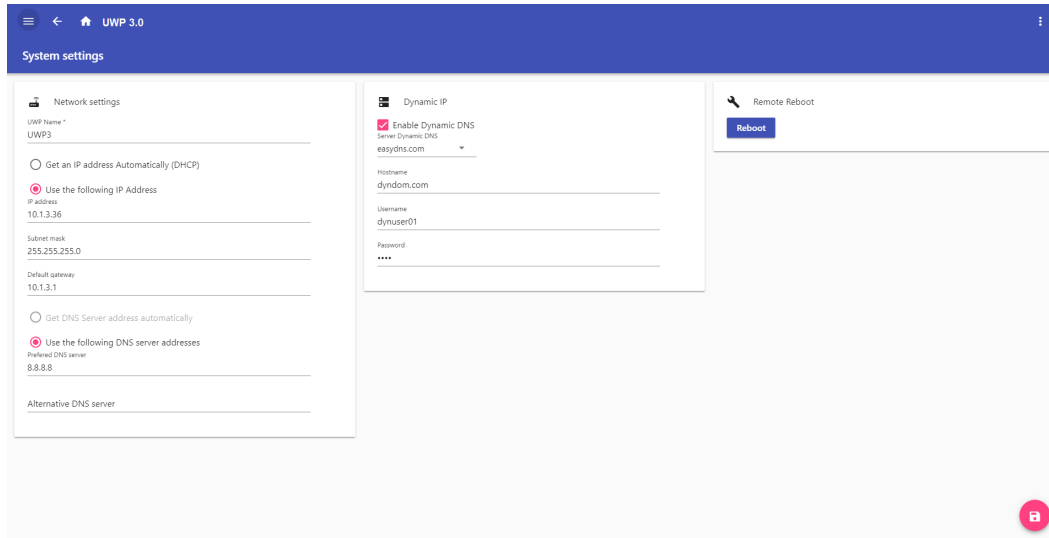 UWP 3.0
System settings
Network settings
UWP Name *
UWP3
Get an IP address Automatically (DHCP)
Use the following IP Address
IP address
10.1.3.36
Subnet mask
255.255.255.0
Default gateway
10.1.3.1
Get DNS Server address automatically
Use the following DNS server addresses
Prefered DNS server
8.8.8.8
Alternative DNS server
Dynamic IP
Enable Dynamic DNS
Server Dynamic DNS
easydns.com
Hostname
dyndom.com
Username
dynuser01
Password
••••
Remote Reboot
Reboot